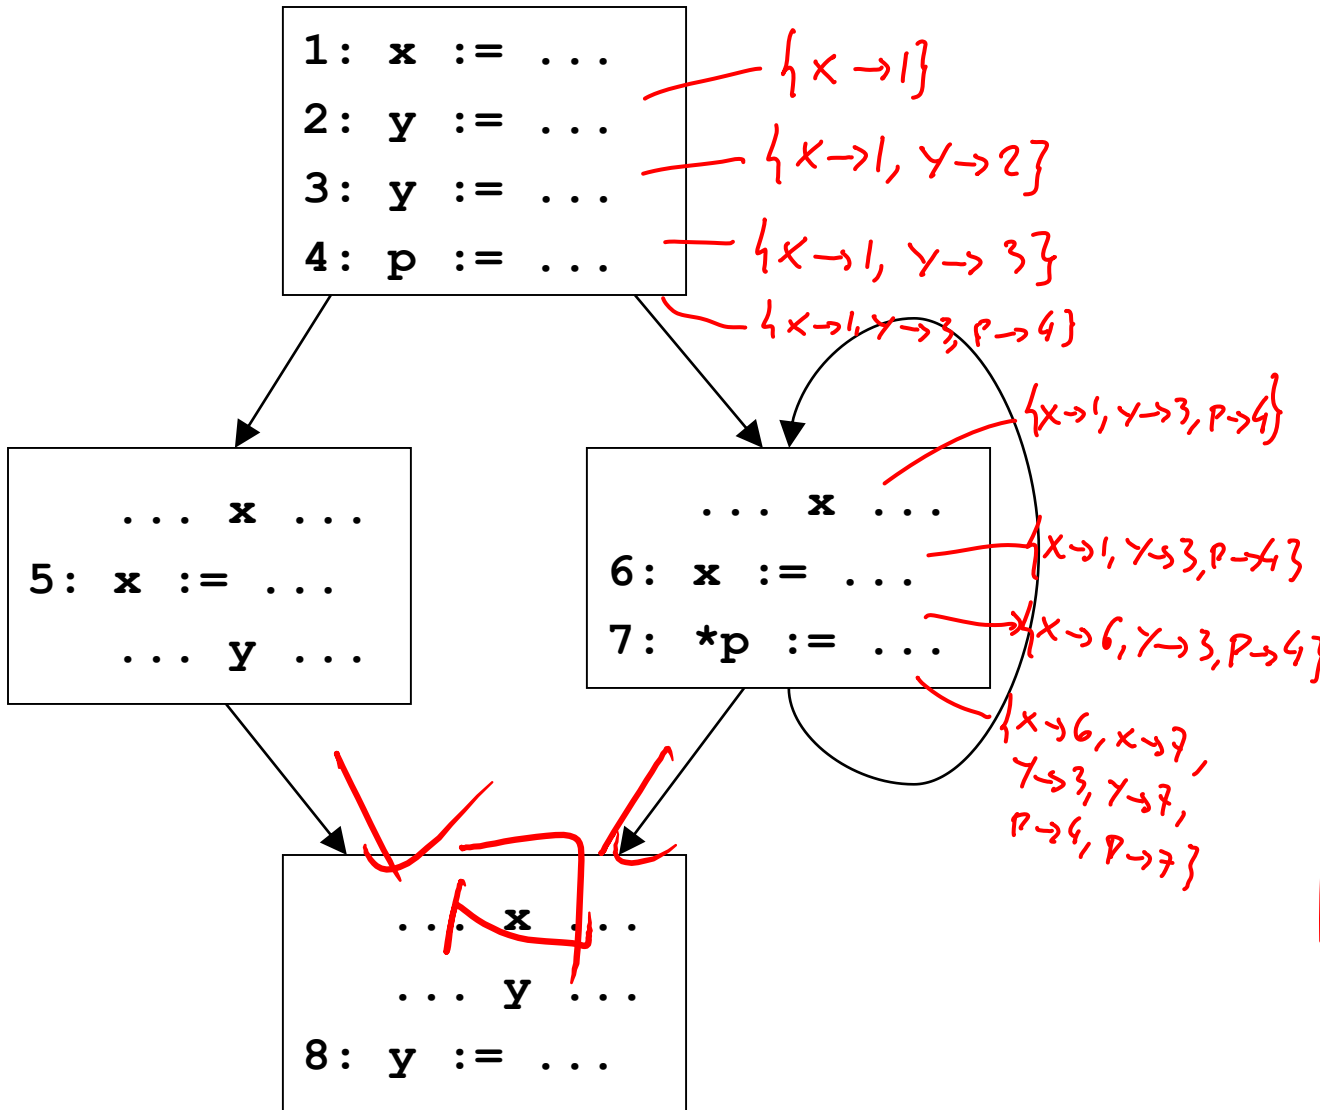 1: x := ...
{x→1}
2: y := ...
{x→1, y→2}
3: y := ...
{x→1, y→3}
4: p := ...
{x→1, y→3, p→4}
{x→1, y→3, p→4}
... x ...
5: x := ...
... y ...
... x ...
{x→1, y→3, p→4}
6: x := ...
{x→6, y→3, p→4}
7: *p := ...
{x→6, x→7,
y→3, y→7,
p→4, p→7}
... x ...
... y ...
8: y := ...